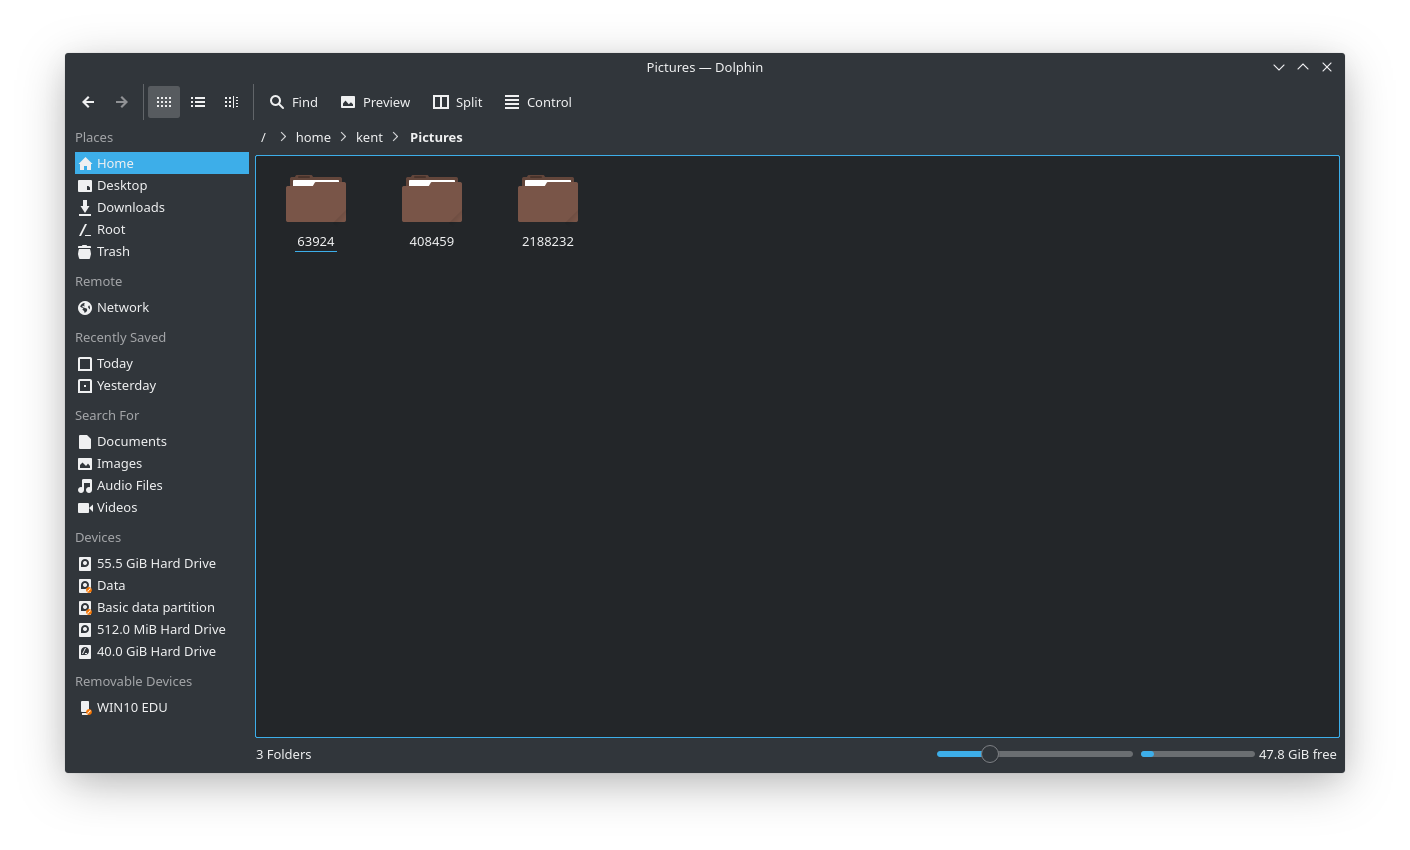 Pictures — Dolphin
Find Preview Split Control
Places
Home
Desktop
Downloads
Root
Trash
Remote
Network
Recently Saved
Today
Yesterday
Search For
Documents
Images
Audio Files
Videos
Devices
55.5 GiB Hard Drive
Data
Basic data partition
512.0 MiB Hard Drive
40.0 GiB Hard Drive
Removable Devices
WIN10 EDU
/ > home > kent > Pictures
63924 408459 2188232
3 Folders 47.8 GiB free